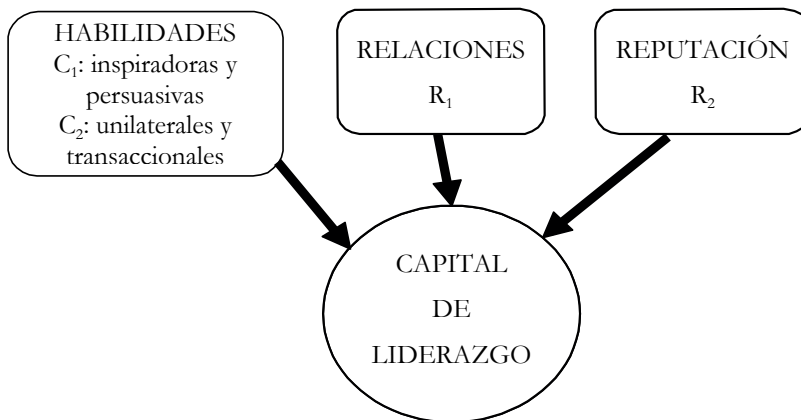 HABILIDADES
C₁: inspiradoras y
persuasivas
C₂: unilaterales y
transaccionales
RELACIONES
R₁
REPUTACIÓN
R₂
CAPITAL
DE
LIDERAZGO